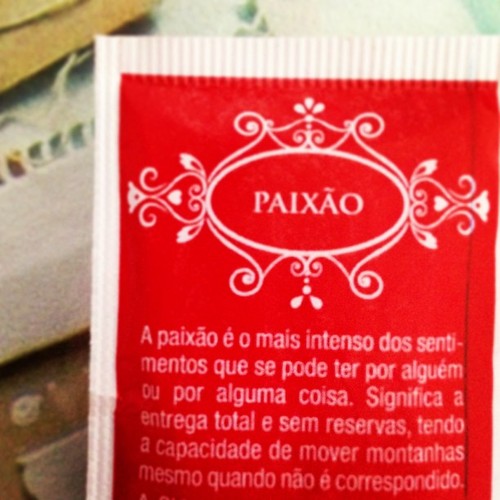 PAIXÃO
A paixão é o mais intenso dos senti-
mentos que se pode ter por alguém
ou por alguma coisa. Significa a
entrega total e sem reservas, tendo
a capacidade de mover montanhas
mesmo quando não é correspondido.